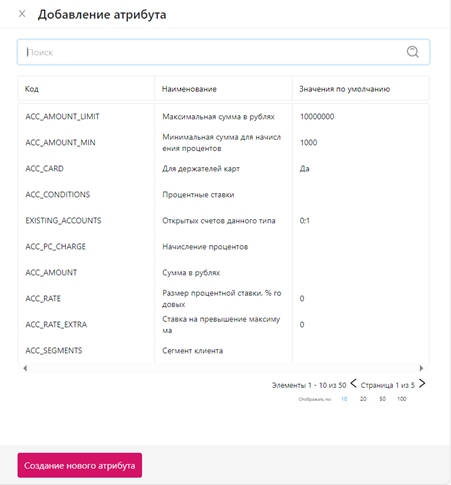 Добавление атрибута
Поиск
Код Наименование Значения по умолчанию
ACC_AMOUNT_LIMIT Максимальная сумма в рублях 10000000
ACC_AMOUNT_MIN Минимальная сумма для начисл
ения процентов 1000
ACC_CARD Для держателей карт Да
ACC_CONDITIONS Процентные ставки
EXISTING_ACCOUNTS Открытых счетов данного типа 0:1
ACC_PC_CHARGE Начисление процентов
ACC_AMOUNT Сумма в рублях
ACC_RATE Размер процентной ставки, % го
довых 0
ACC_RATE_EXTRA Ставка на превышение максиму
ма 0
ACC_SEGMENTS Сегмент клиента
Элементы 1 - 10 из 50 Страница 1 из 5
Отображать по: 10 20 50 100
Создание нового атрибута